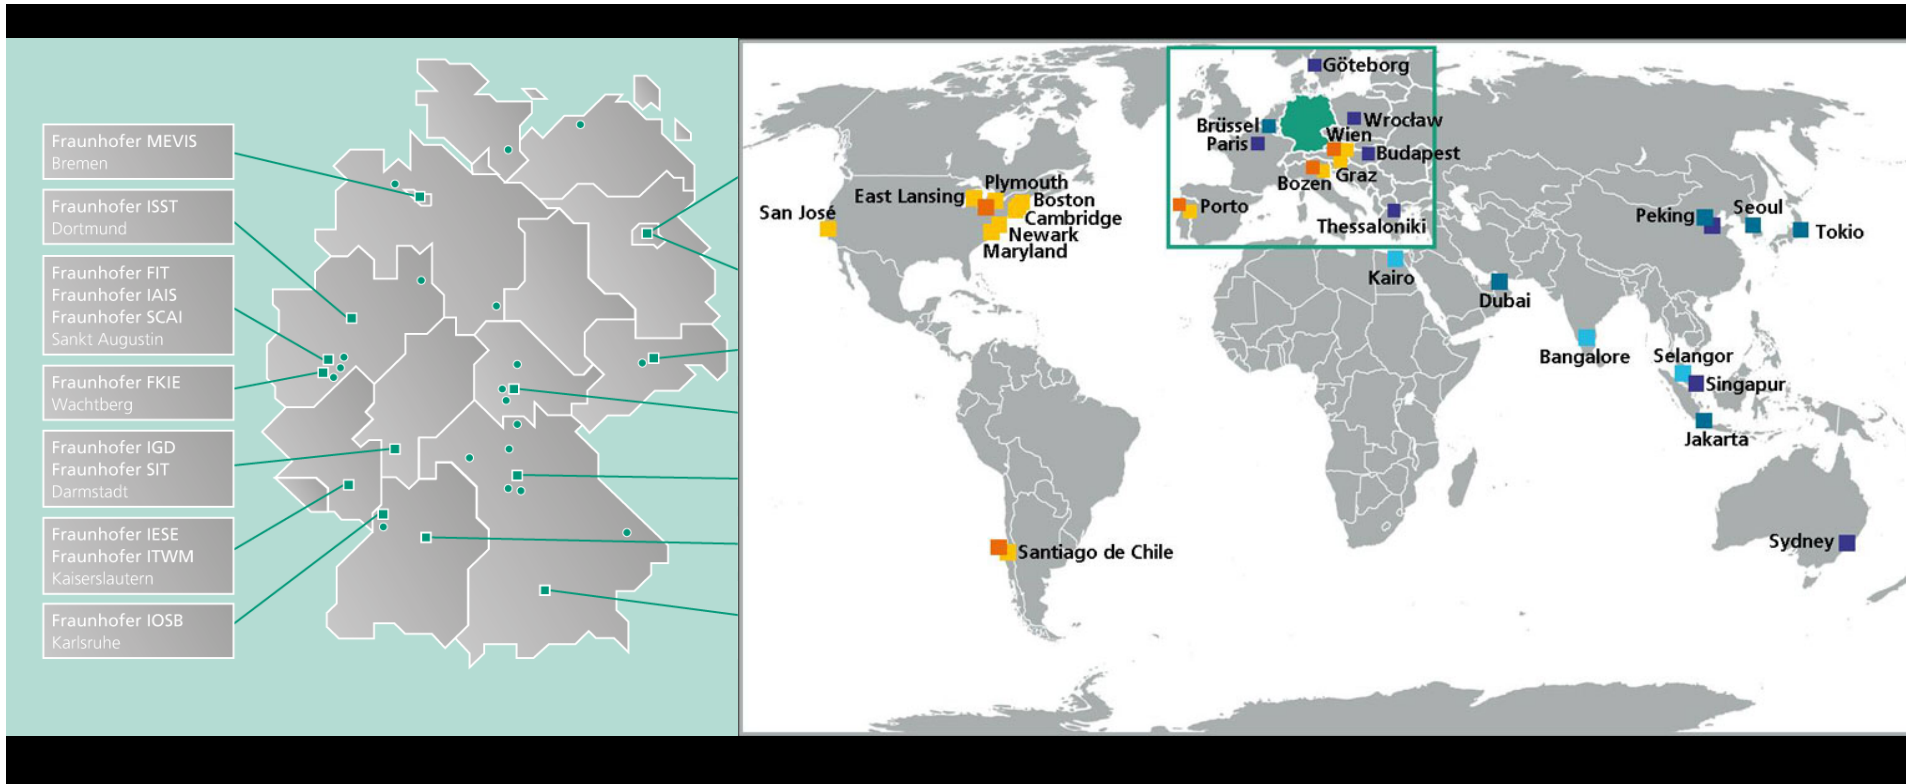 Fraunhofer MEVIS
Bremen
Fraunhofer ISST
Dortmund
Fraunhofer FIT
Fraunhofer IAIS
Fraunhofer SCAI
Sankt Augustin
Fraunhofer FKIE
Wachtberg
Fraunhofer IGD
Fraunhofer SIT
Darmstadt
Fraunhofer IESE
Fraunhofer ITWM
Kaiserslautern
Fraunhofer IOSB
Karlsruhe
Göteborg
Brüssel
Wrocław
Paris
Wien
Budapest
Bozen
Graz
Porto
Thessaloniki
San José
East Lansing
Plymouth
Boston
Cambridge
Newark
Maryland
Santiago de Chile
Kairo
Dubai
Bangalore
Peking
Seoul
Tokio
Selangor
Singapur
Jakarta
Sydney